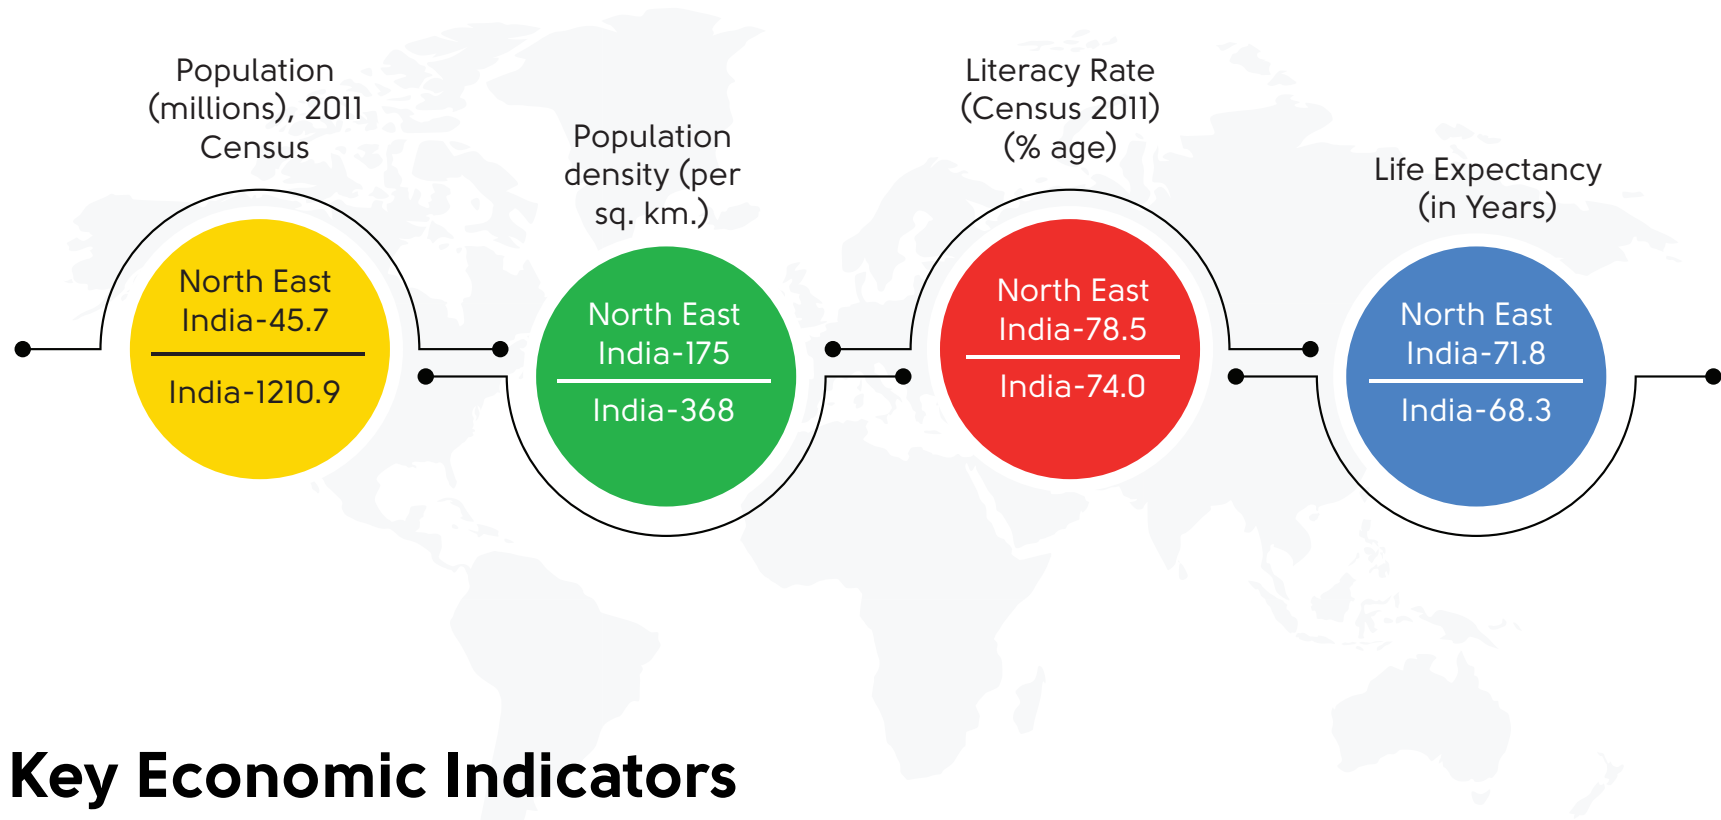 Population
(millions), 2011
Census
North East
India-45.7
India-1210.9
Population
density (per
sq. km.)
North East
India-175
India-368
Literacy Rate
(Census 2011)
(% age)
North East
India-78.5
India-74.0
Life Expectancy
(in Years)
North East
India-71.8
India-68.3
Key Economic Indicators